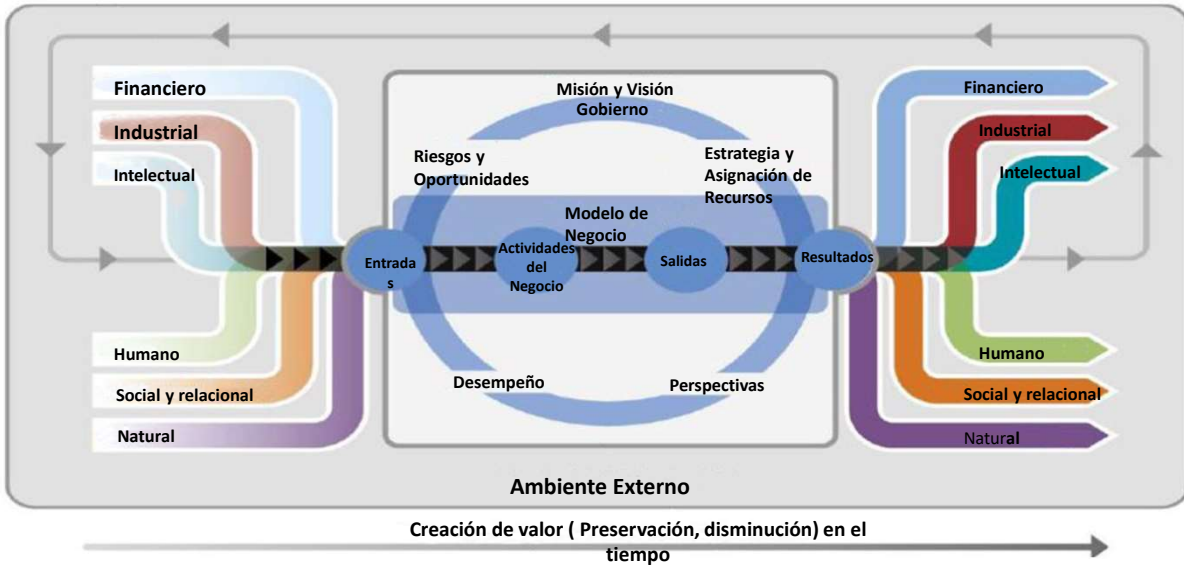 Financiero
Industrial
Intelectual
Humano
Social y relacional
Natural
Misión y Visión
Gobierno
Riesgos y
Oportunidades
Estrategia y
Asignación de
Recursos
Modelo de
Negocio
Entrada
s
Actividades
del
Negocio
Salidas
Resultados
Desempeño
Perspectivas
Financiero
Industrial
Intelectual
Humano
Social y relacional
Natural
Ambiente Externo
Creación de valor ( Preservación, disminución) en el
tiempo